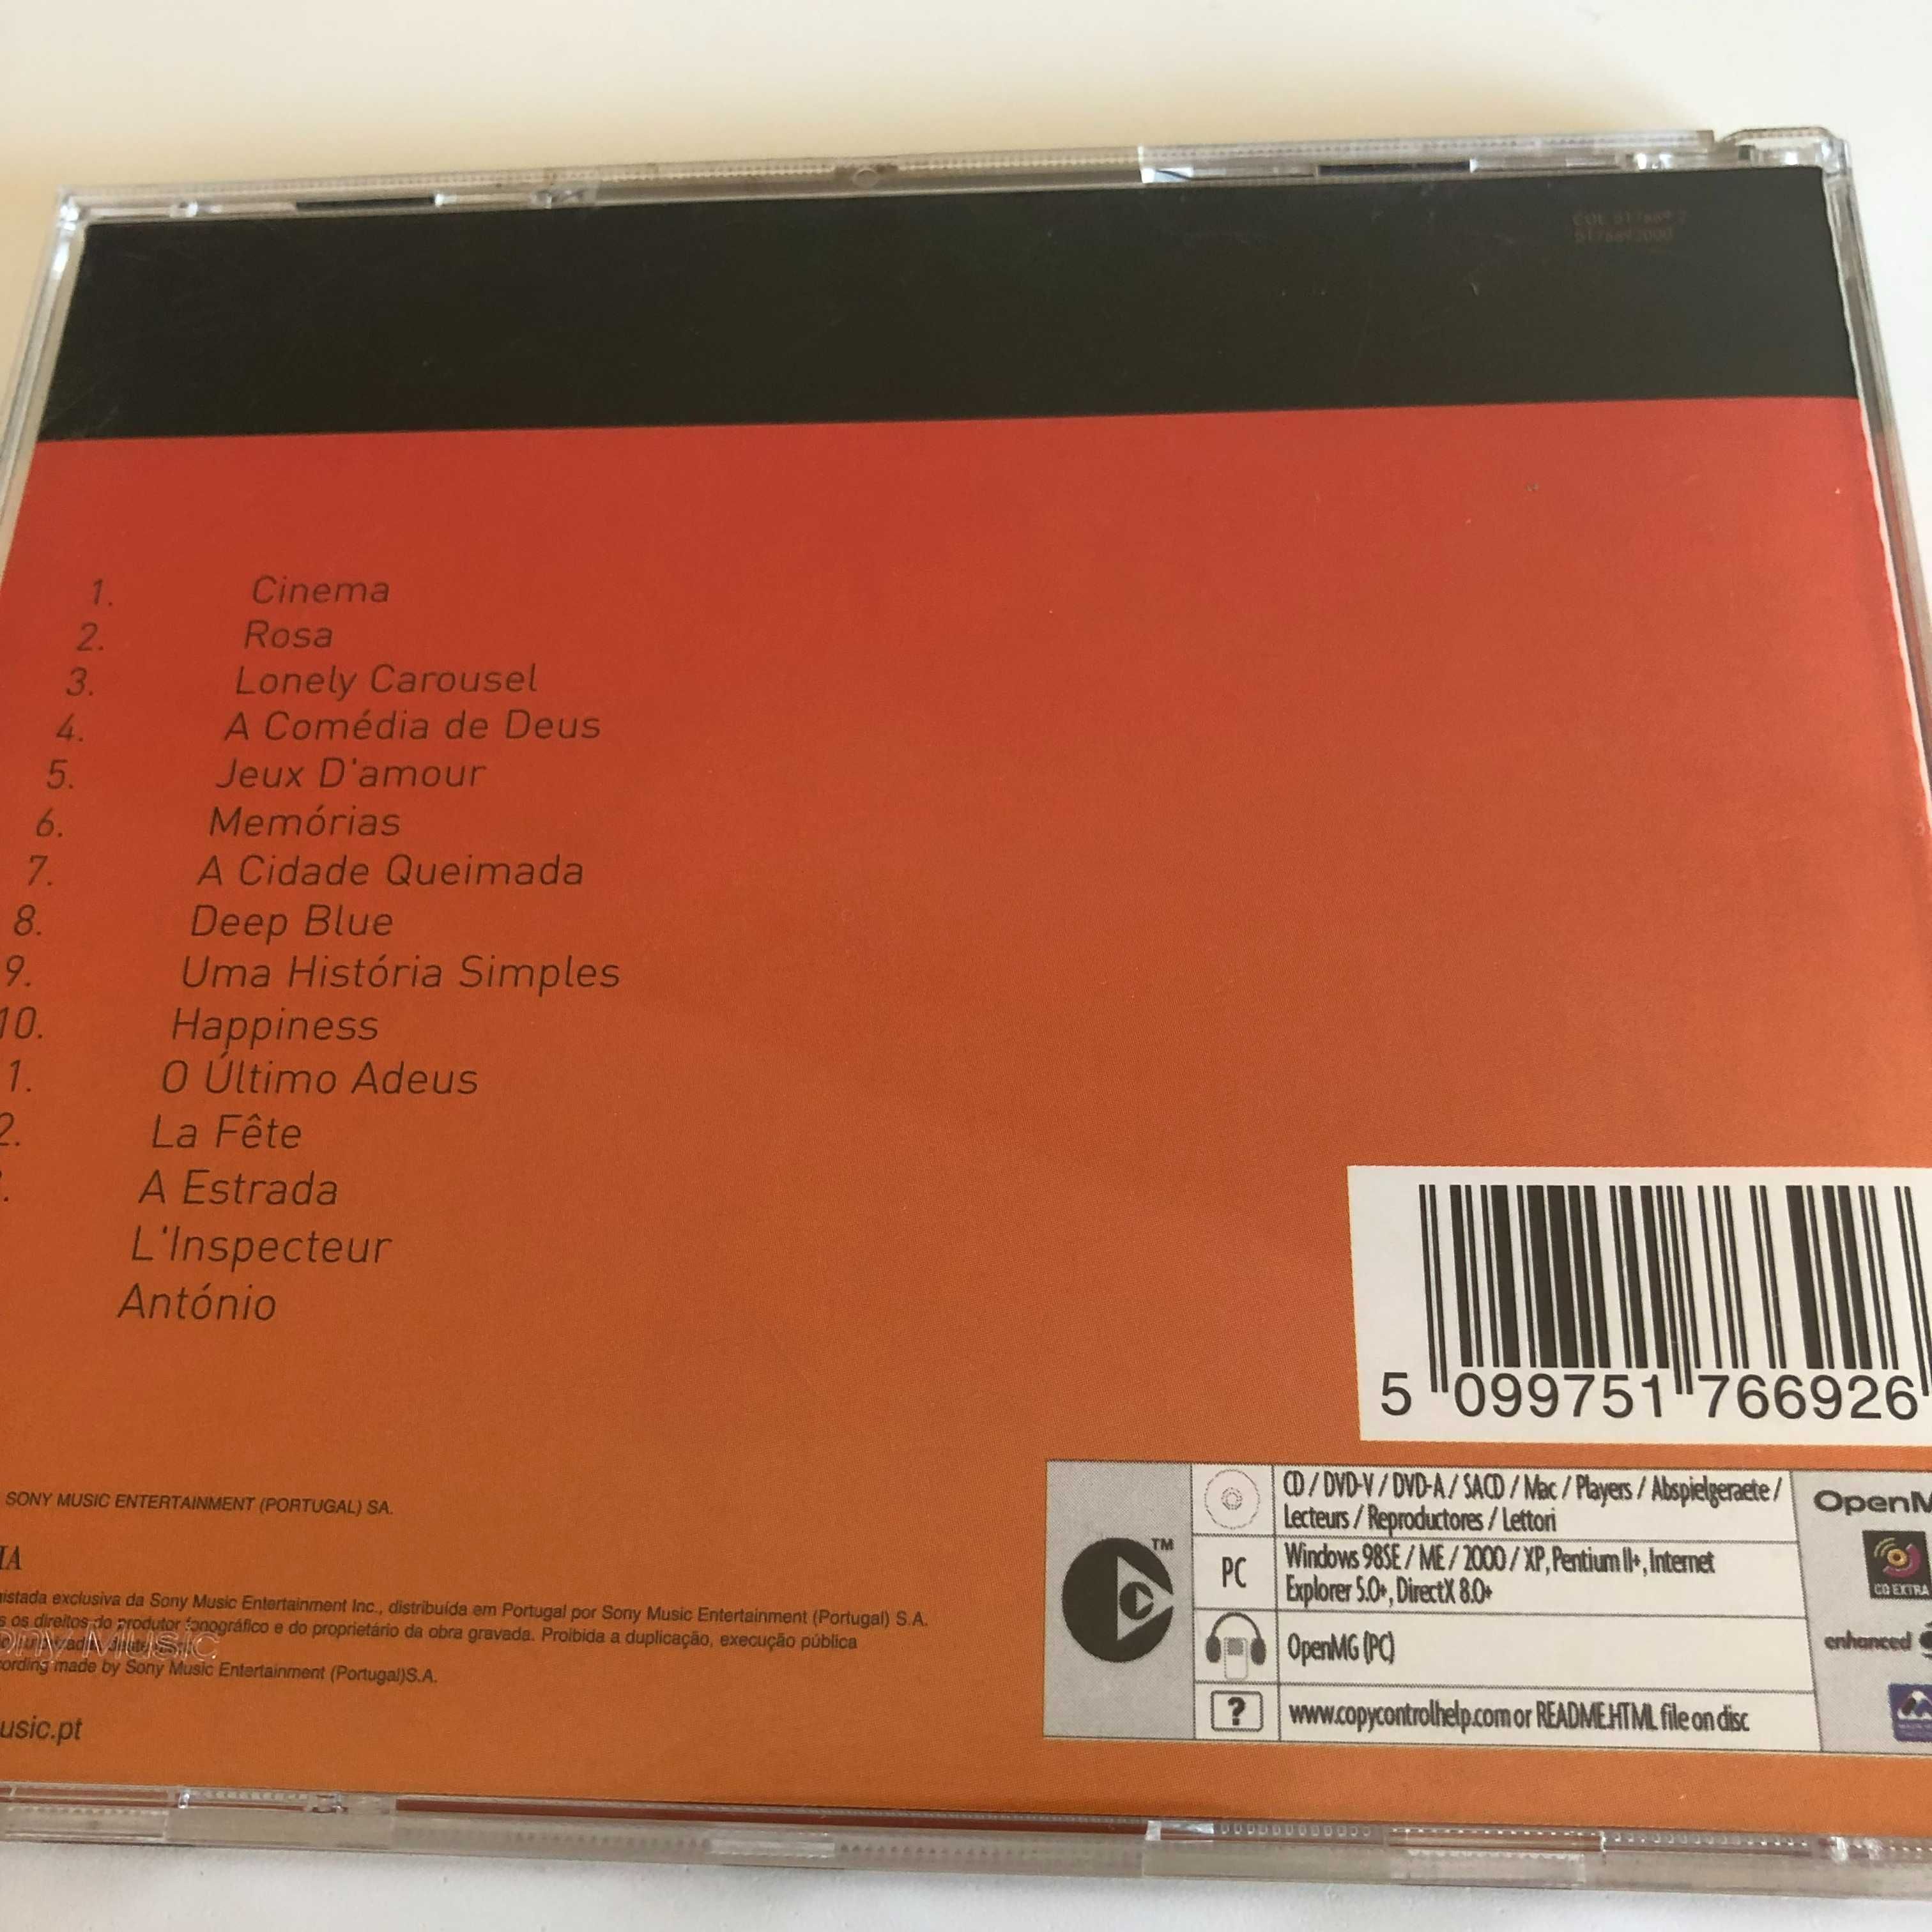 1. Cinema
2. Rosa
3. Lonely Carousel
4. A Comédia de Deus
5. Jeux D'amour
6. Memórias
7. A Cidade Queimada
8. Deep Blue
9. Uma História Simples
10. Happiness
1. O Último Adeus
2. La Fête
. A Estrada
L'Inspecteur
António
5 099751 766926
SONY MUSIC ENTERTAINMENT (PORTUGAL) SA.
IA
exclusiva da Sony Music Entertainment Inc., distribuída em Portugal por Sony Music Entertainment (Portugal) S.A.
s os direitos do produtor fonográfico e do proprietário da obra gravada. Proibida a duplicação, execução pública
ony Music
cording made by Sony Music Entertainment (Portugal)S.A.
usic.pt
TM
CD / DVD-V / DVD-A / SACD / Mac / Players / Abspielgeraete /
Lecteurs / Reproductores / Lettori
PC
Windows 98SE / ME / 2000 / XP, Pentium II+, Internet
Explorer 5.0+, DirectX 8.0+
OpenMG (PC)
?
www.copycontrolhelp.com or README.HTML file on disc
OpenM
CD EXTRA
enhanced